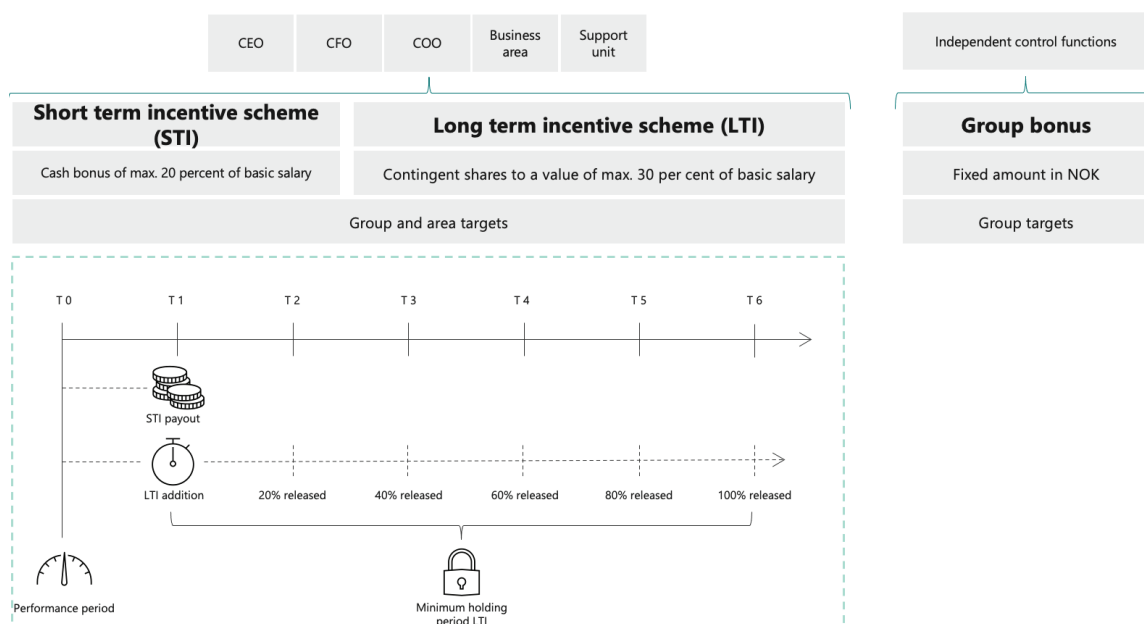 CEO
CFO
COO
Business
area
Support
unit
Independent control functions
Short term incentive scheme
(STI)
Long term incentive scheme (LTI)
Group bonus
Cash bonus of max. 20 percent of basic salary
Contingent shares to a value of max. 30 per cent of basic salary
Fixed amount in NOK
Group and area targets
Group targets
T 0
T 1
T 2
T 3
T 4
T 5
T 6
STI payout
LTI addition
20% released
40% released
60% released
80% released
100% released
Performance period
Minimum holding
period LTI